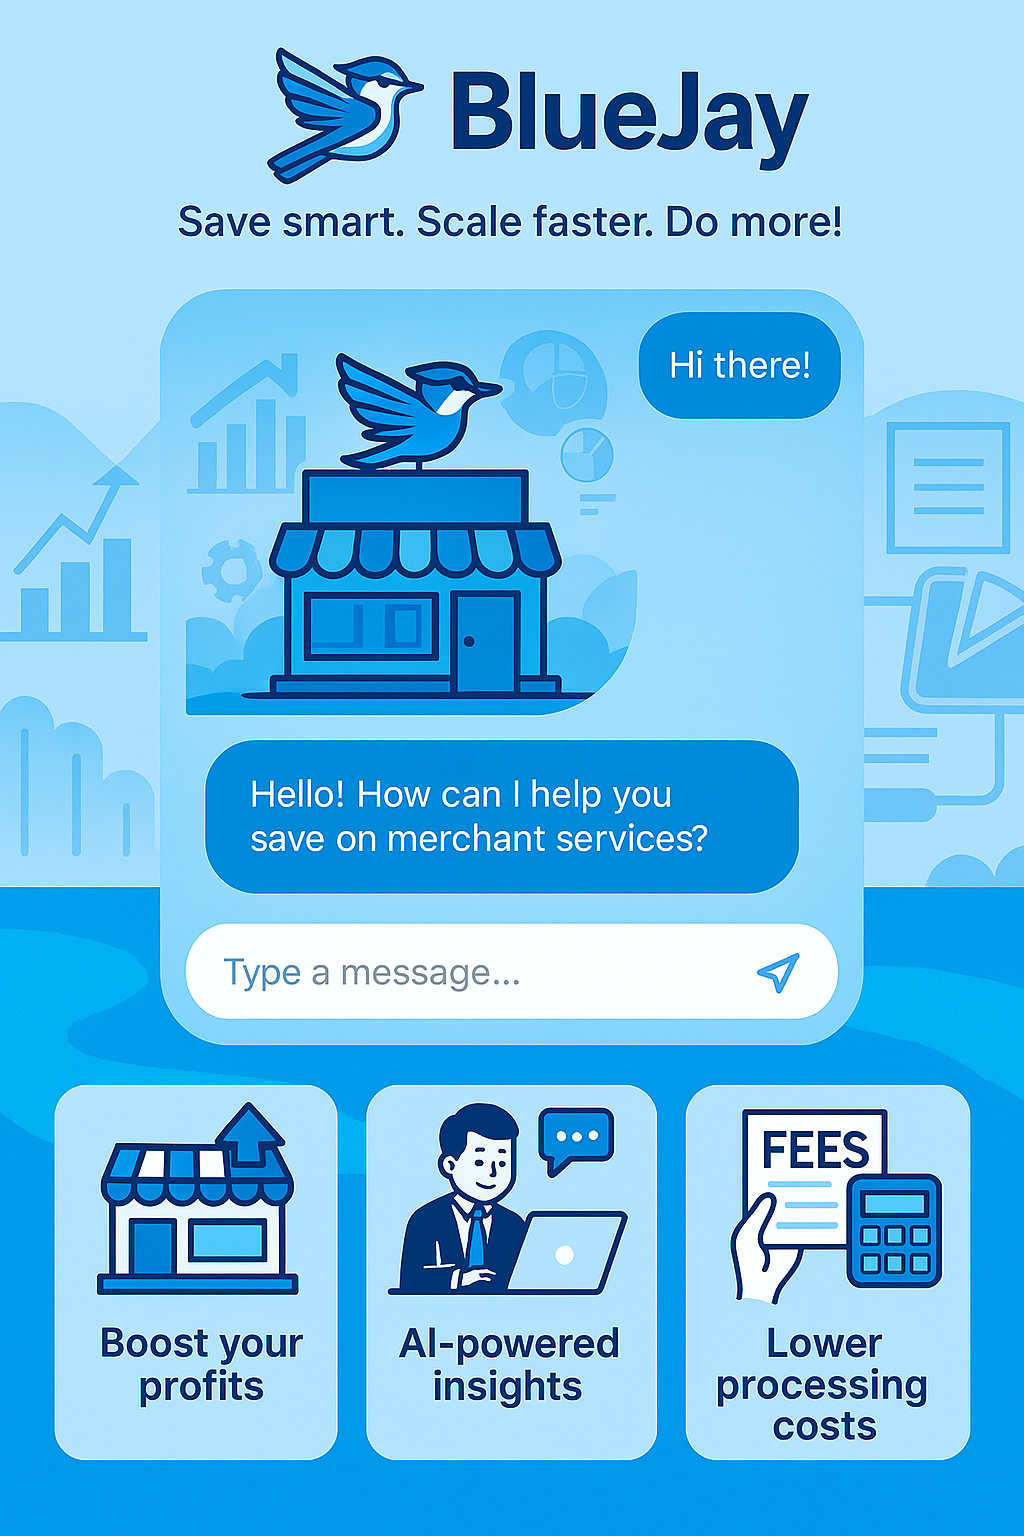 BlueJay
Save smart. Scale faster. Do more!
Hi there!
Hello! How can I help you
save on merchant services?
Type a message...
Boost your
profits
AI-powered
insights
FEES
Lower
processing
costs